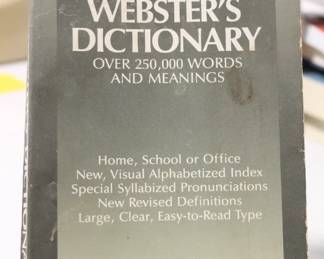 WEBSTER'S
DICTIONARY
OVER 250,000 WORDS
AND MEANINGS
Home, School or Office
New, Visual Alphabetized Index
Special Syllabized Pronunciations
New Revised Definitions
Large, Clear, Easy-to-Read Type